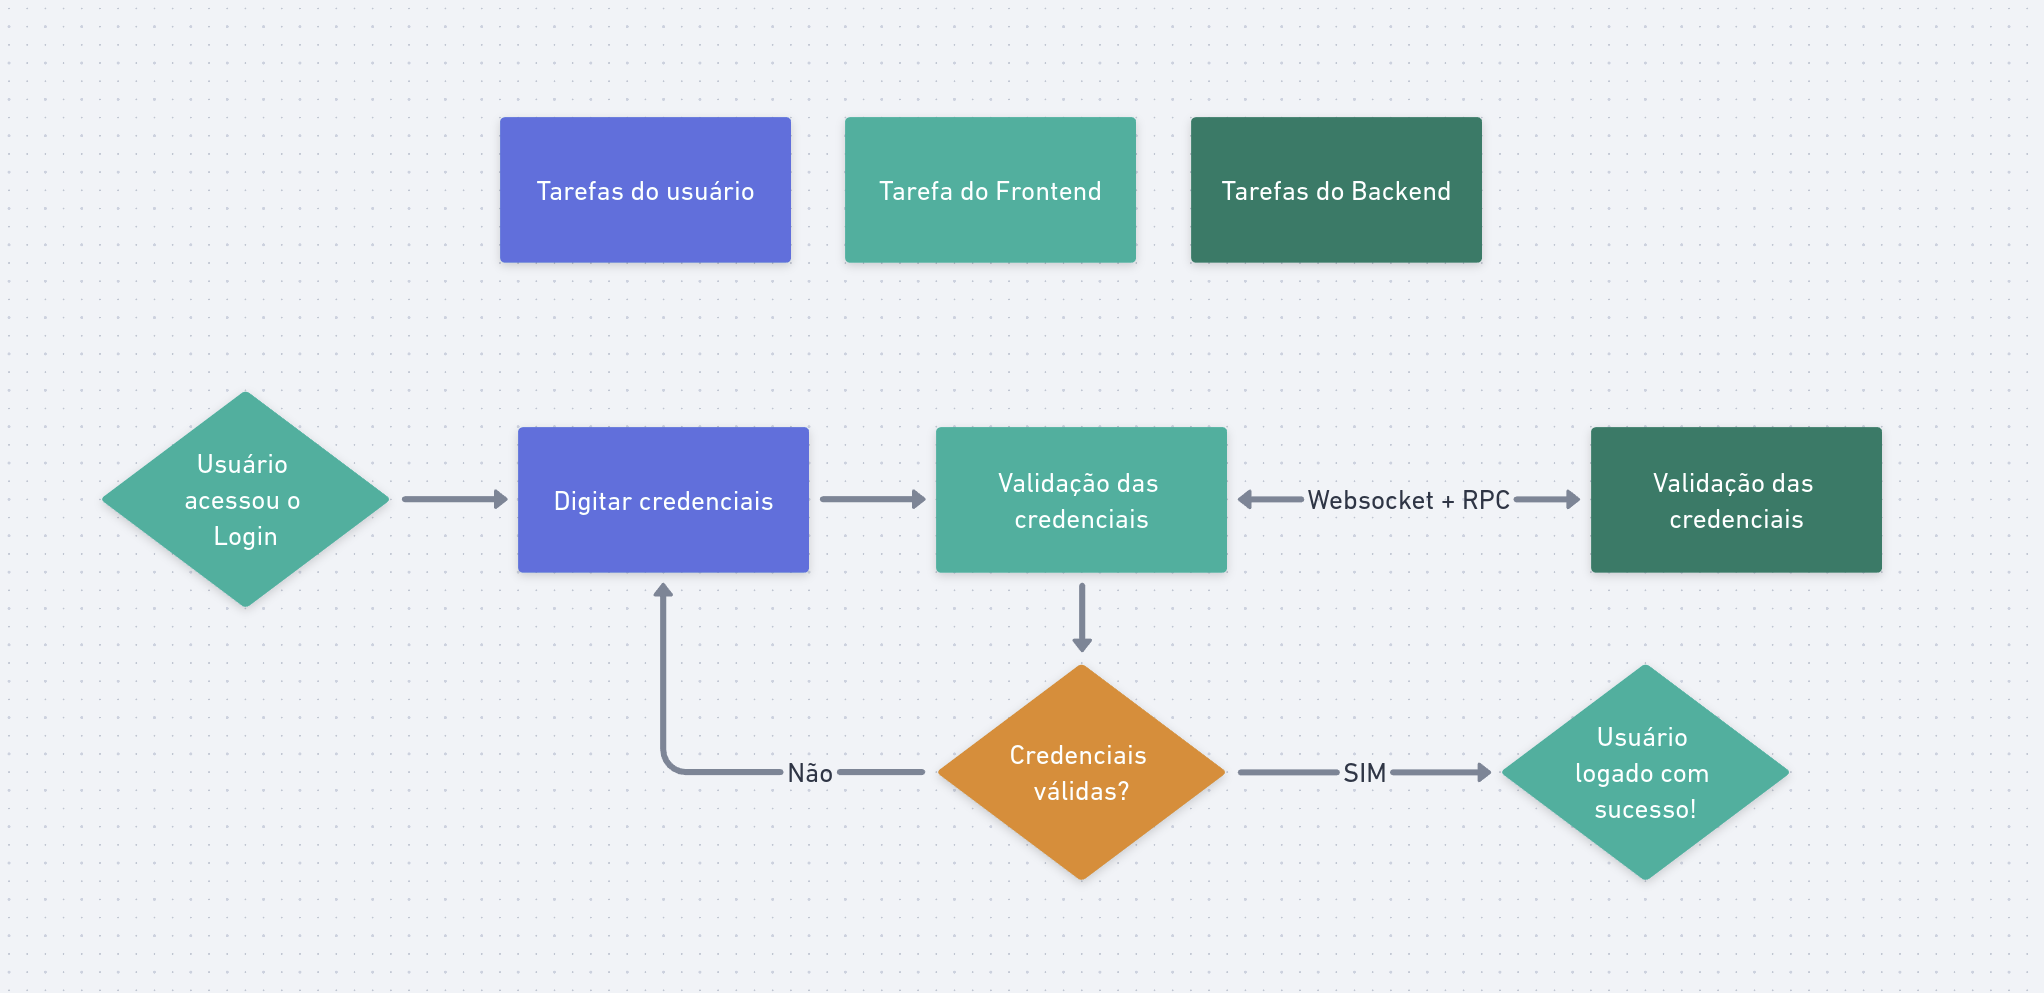 Tarefas do usuário
Tarefa do Frontend
Tarefas do Backend
Usuário
acessou o
Login
Digitar credenciais
Validação das
credenciais
Websocket + RPC
Validação das
credenciais
Não
Credenciais
válidas?
SIM
Usuário
logado com
sucesso!